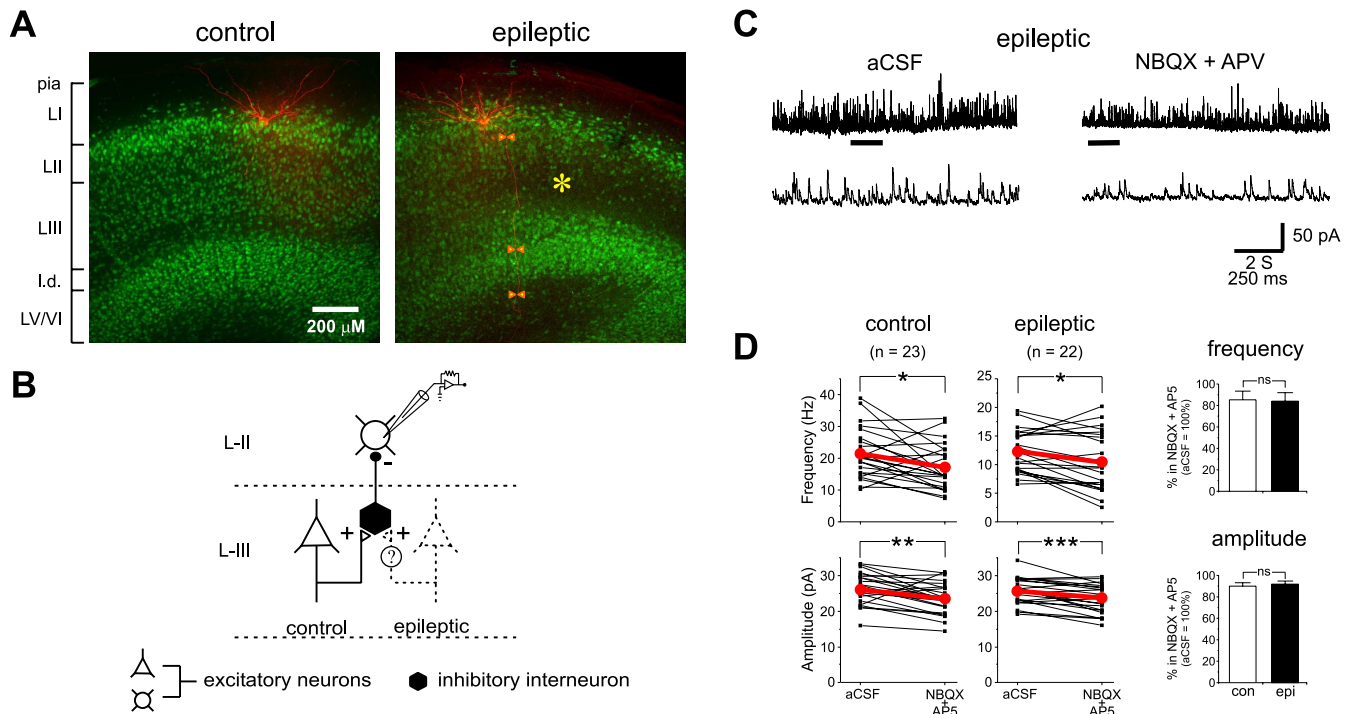 A
control
epileptic
pia
LI
LII
LIII
l.d.
LV/VI
200 μM
*
B
L-II
-
L-III
+
+
?
control
epileptic
excitatory neurons
inhibitory interneuron
C
epileptic
aCSF
NBQX + APV
50 pA
2 S
250 ms
D
control
epileptic
(n = 23)
(n = 22)
frequency
*
*
Frequency (Hz)
50
40
30
20
10
0
25
20
15
10
5
0
ns
% in NBQX + AP5
(aCSF = 100%)
100
80
60
40
20
0
**
***
Amplitude (pA)
30
20
10
0
30
20
10
0
aCSF
NBQX
+
AP5
aCSF
NBQX
+
AP5
amplitude
ns
% in NBQX + AP5
(aCSF = 100%)
100
80
60
40
20
0
con
epi